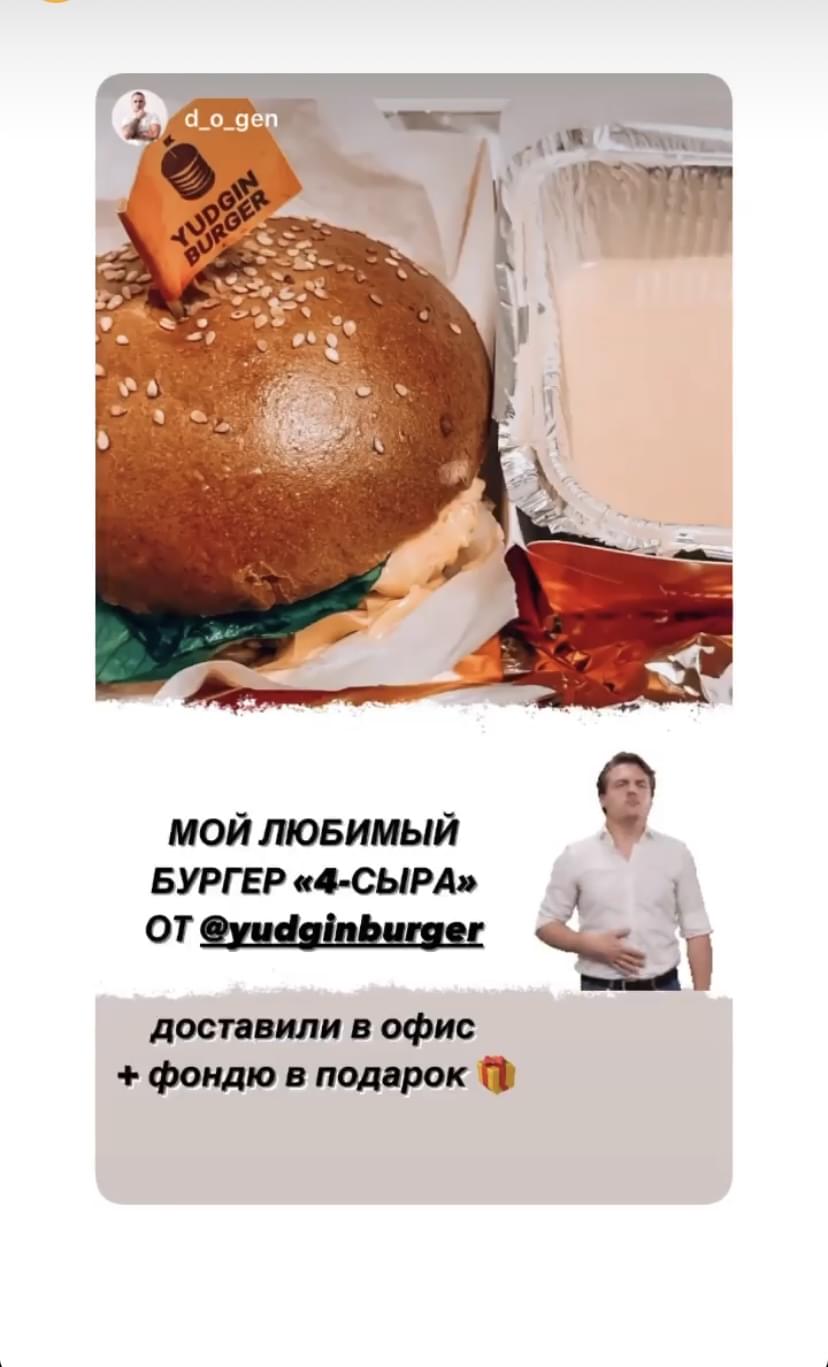 d_o_gen
YUDGIN
BURGER
МОЙ ЛЮБИМЫЙ
БУРГЕР «4-СЫРА»
ОТ @yudginburger
доставили в офис
+ фондю в подарок 🎁